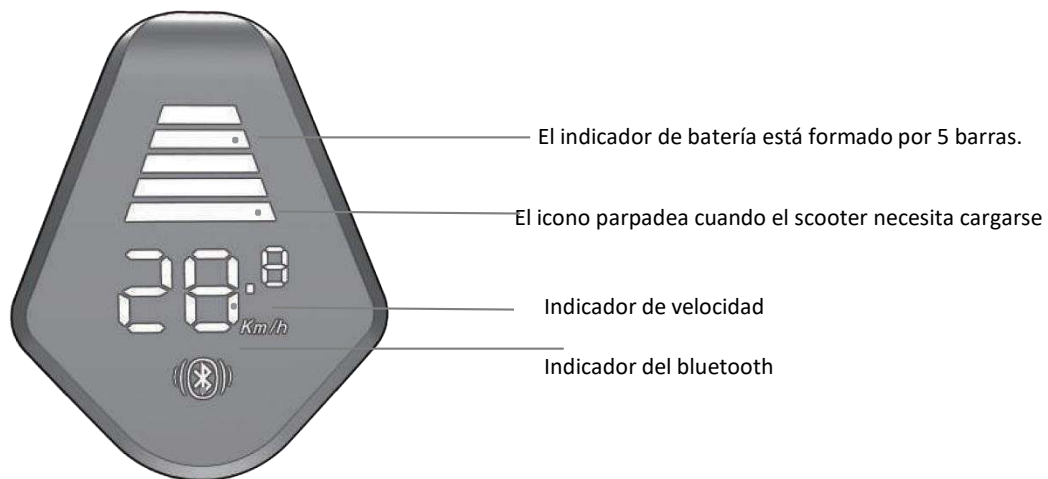 El indicador de batería está formado por 5 barras.
El icono parpadea cuando el scooter necesita cargarse
28.8
Km/h
Indicador de velocidad
Indicador del bluetooth